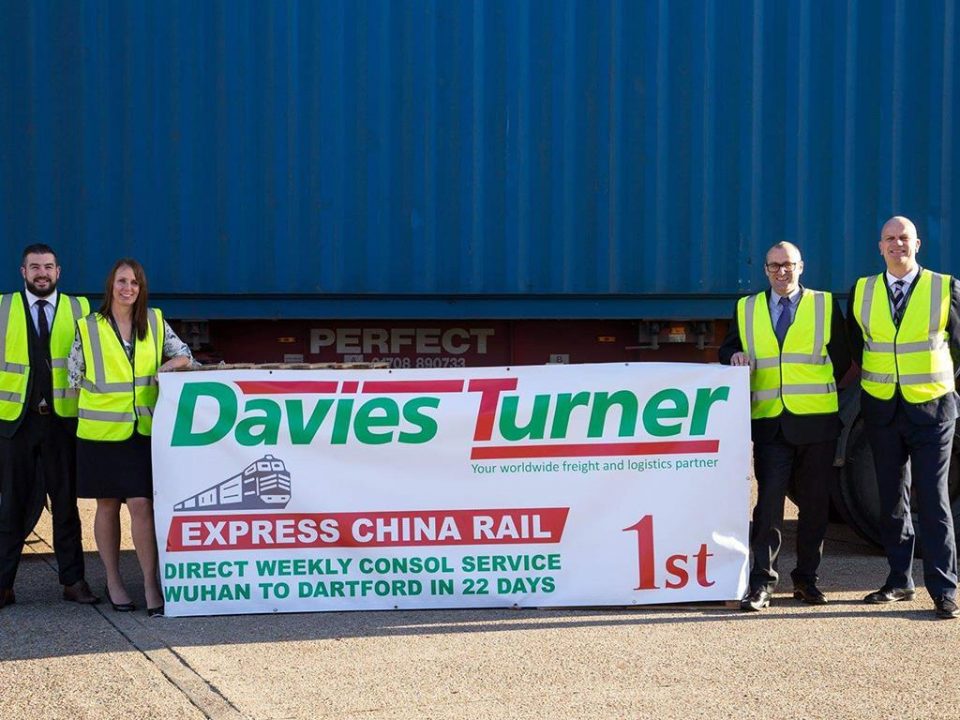 PERFECT
01708 890733
Davies Turner
Your worldwide freight and logistics partner
EXPRESS CHINA RAIL
DIRECT WEEKLY CONSOL SERVICE
WUHAN TO DARTFORD IN 22 DAYS
1st